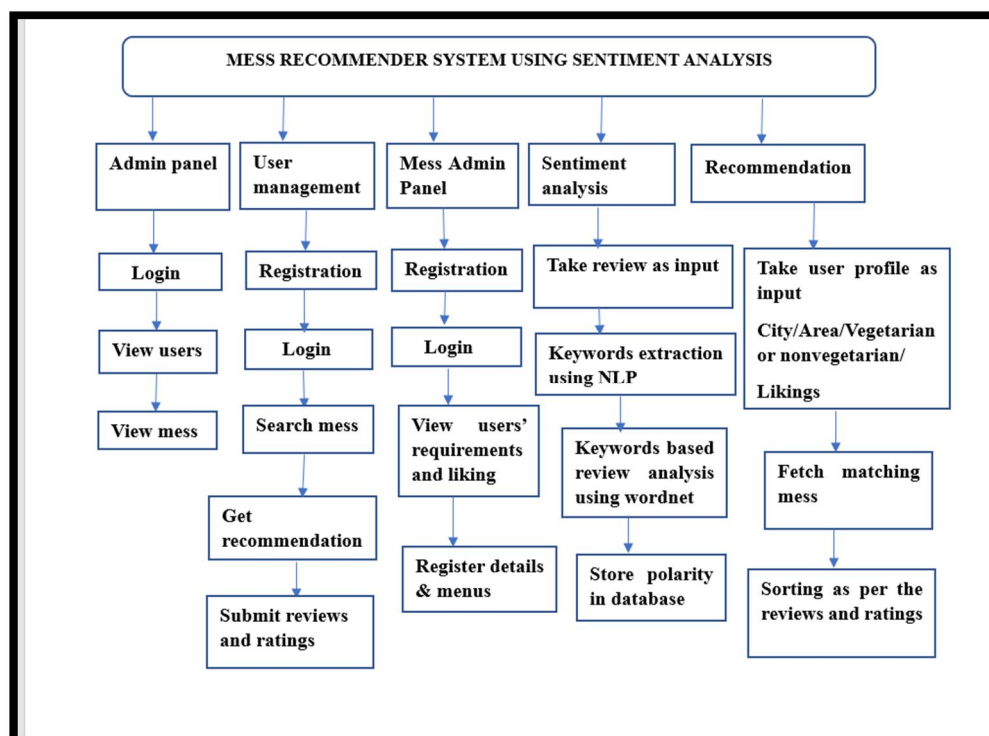 MESS RECOMMENDER SYSTEM USING SENTIMENT ANALYSIS
Admin panel
Login
View users
View mess
User
management
Registration
Login
Search mess
Get
recommendation
Submit reviews
and ratings
Mess Admin
Panel
Registration
Login
View users’
requirements
and liking
Register details
& menus
Sentiment
analysis
Take review as input
Keywords extraction
using NLP
Keywords based
review analysis
using wordnet
Store polarity
in database
Recommendation
Take user profile as
input
City/Area/Vegetarian
or nonvegetarian/
Likings
Fetch matching
mess
Sorting as per the
reviews and ratings